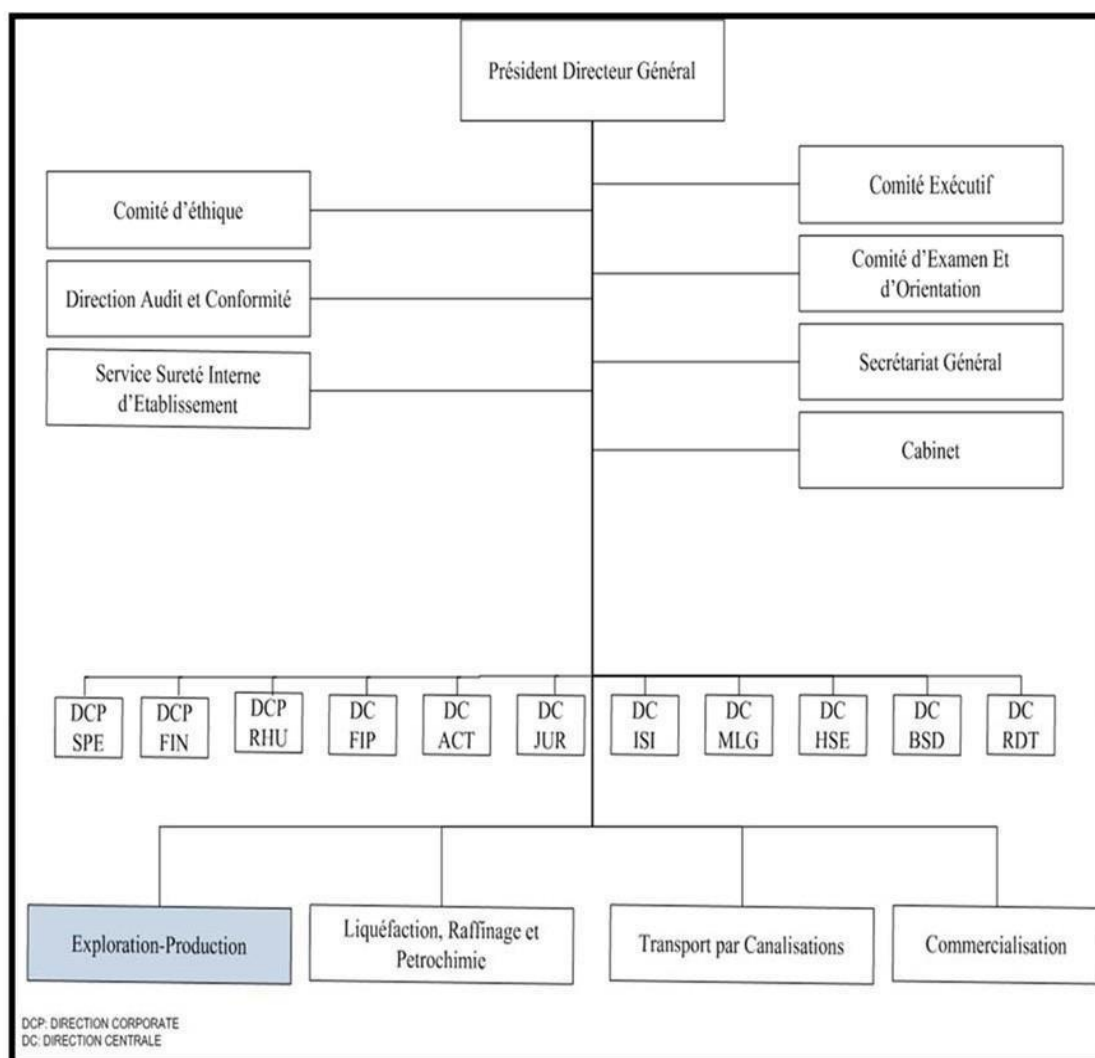 Président Directeur Général
Comité Exécutif
Comité d'éthique
Comité d'Examen Et
d'Orientation
Direction Audit et Conformité
Secrétariat Général
Service Sureté Interne
d'Etablissement
Cabinet
DCP
SPE
DCP
FIN
DCP
RHU
DC
FIP
DC
ACT
DC
JUR
DC
ISI
DC
MLG
DC
HSE
DC
BSD
DC
RDT
Exploration-Production
Liquéfaction, Raffinage et
Petrochimie
Transport par Canalisations
Commercialisation
DCP: DIRECTION CORPORATE
DC: DIRECTION CENTRALE